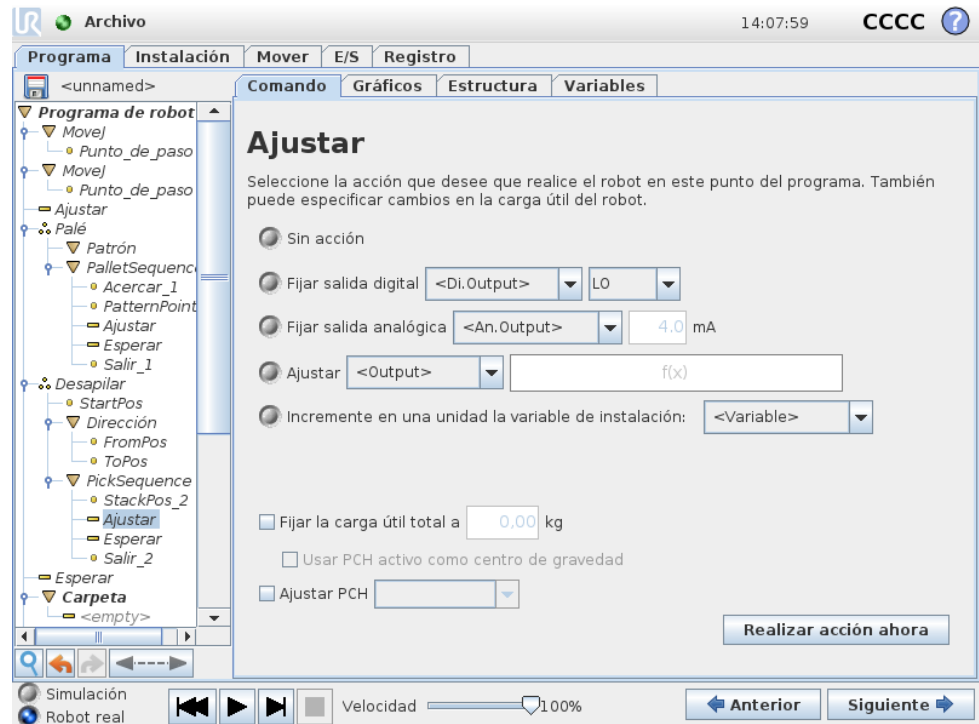 UR Archivo 14:07:59 CCCC ?
Programa Instalación Mover E/S Registro
<unnamed>
Programa de robot
MoveJ
Punto_de_paso
MoveJ
Punto_de_paso
Ajustar
Palé
Patrón
PalletSequenc
Acercar_1
PatternPoint
Ajustar
Esperar
Salir_1
Desapilar
StartPos
Dirección
FromPos
ToPos
PickSequence
StackPos_2
Ajustar
Esperar
Salir_2
Esperar
Carpeta
<empty>
Comando Gráficos Estructura Variables
Ajustar
Seleccione la acción que desee que realice el robot en este punto del programa. También
puede especificar cambios en la carga útil del robot.
Sin acción
Fijar salida digital <Di.Output> LO
Fijar salida analógica <An.Output> 4.0 mA
Ajustar <Output> f(x)
Incremente en una unidad la variable de instalación: <Variable>
Fijar la carga útil total a 0,00 kg
Usar PCH activo como centro de gravedad
Ajustar PCH
Realizar acción ahora
Simulación
Robot real
Velocidad 100%
Anterior Siguiente